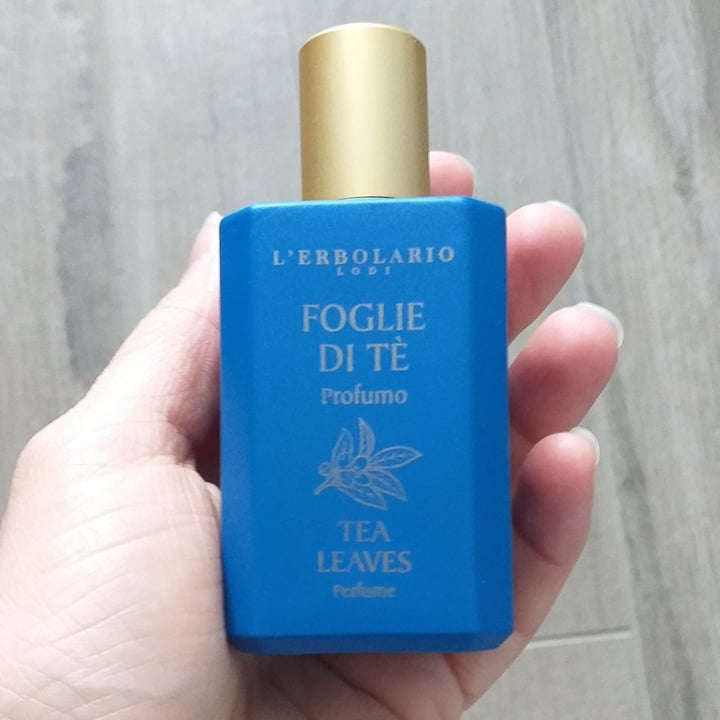 L'ERBOLARIO
LODI
FOGLIE
DI TÈ
Profumo
TEA
LEAVES
Perfume